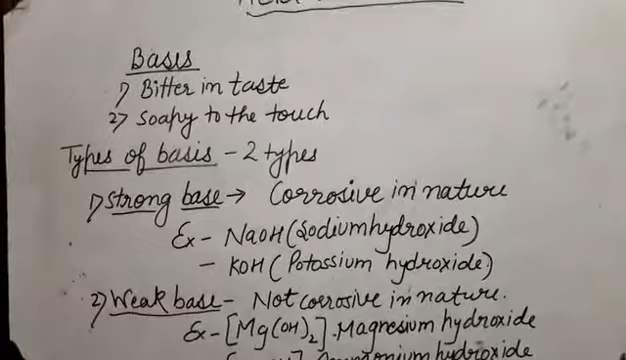 Basis
1) Bitter in taste
2) Soapy to the touch
Types of basis - 2 types
1) Strong base → Corrosive in nature
Ex - NaOH (Sodium hydroxide)
- KOH (Potassium hydroxide)
2) Weak base - Not corrosive in nature.
Ex - [Mg(OH)2] - Magnesium hydroxide
hydroxide